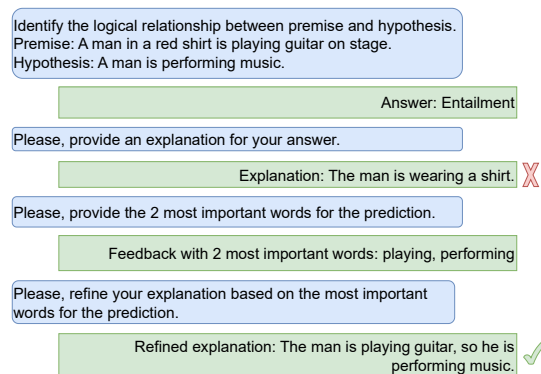 Identify the logical relationship between premise and hypothesis.
Premise: A man in a red shirt is playing guitar on stage.
Hypothesis: A man is performing music.
Answer: Entailment
Please, provide an explanation for your answer.
Explanation: The man is wearing a shirt.
Please, provide the 2 most important words for the prediction.
Feedback with 2 most important words: playing, performing
Please, refine your explanation based on the most important
words for the prediction.
Refined explanation: The man is playing guitar, so he is
performing music.